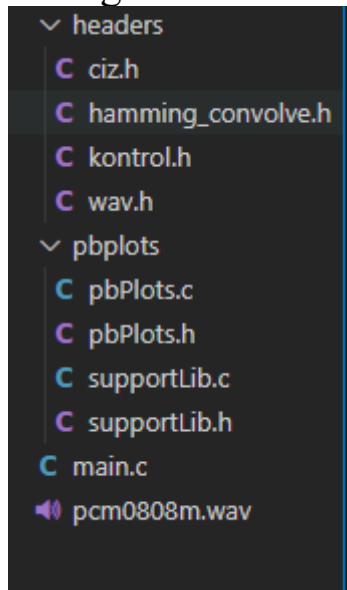 headers
C ciz.h
C hamming_convolve.h
C kontrol.h
C wav.h
pbplots
C pbPlots.c
C pbPlots.h
C supportLib.c
C supportLib.h
C main.c
pcm0808m.wav